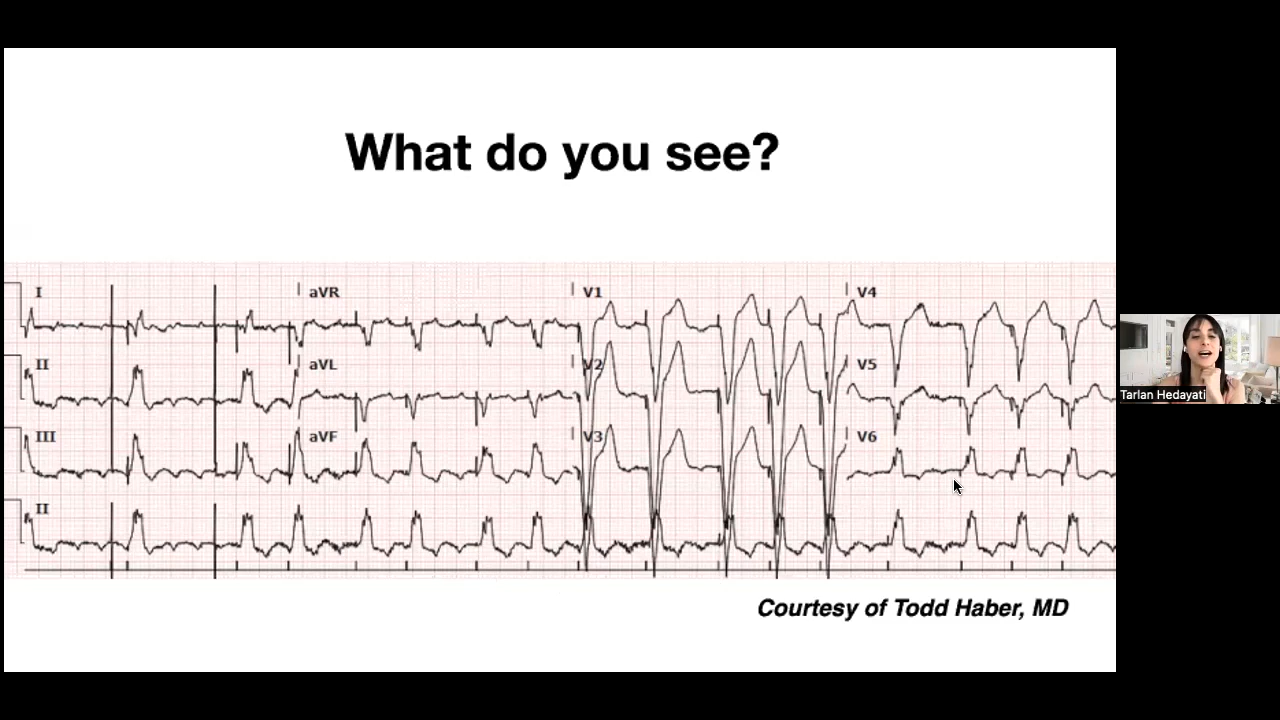 What do you see?
I aVR V1 V4
II aVL V2 V5
III aVF V3 V6
II
Courtesy of Todd Haber, MD
Tarlan Hedayati